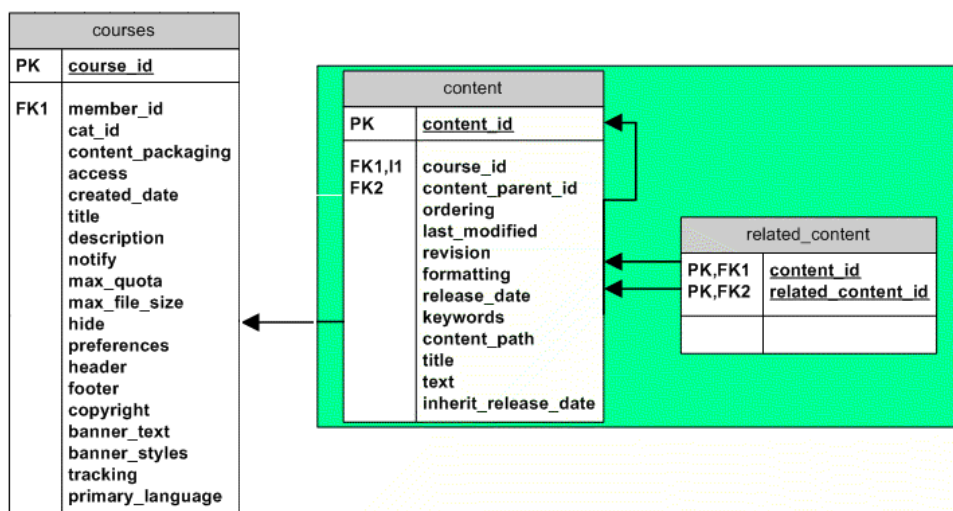 courses
PK course_id
FK1 member_id
cat_id
content_packaging
access
created_date
title
description
notify
max_quota
max_file_size
hide
preferences
header
footer
copyright
banner_text
banner_styles
tracking
primary_language
content
PK content_id
FK1,I1 course_id
FK2 content_parent_id
ordering
last_modified
revision
formatting
release_date
keywords
content_path
title
text
inherit_release_date
related_content
PK,FK1 content_id
PK,FK2 related_content_id